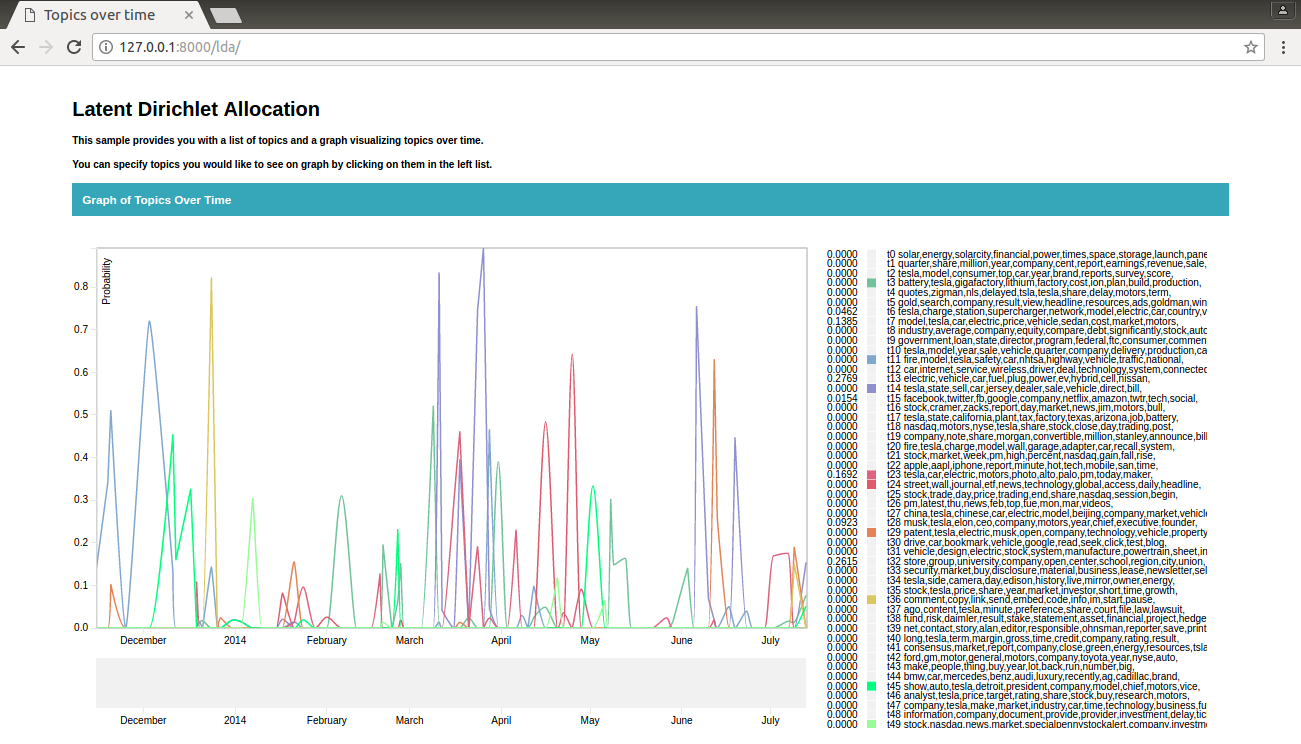 Topics over time
127.0.0.1:8000/lda/
Latent Dirichlet Allocation
This sample provides you with a list of topics and a graph visualizing topics over time.
You can specify topics you would like to see on graph by clicking on them in the left list.
Graph of Topics Over Time
Probability
0.8
0.7
0.6
0.5
0.4
0.3
0.2
0.1
0.0
December 2014 February March April May June July
December 2014 February March April May June July
0.0000 t0 solar,energy,solarcity,financial,power,times,space,storage,launch,pane
0.0000 t1 quarter,share,million,year,company,cent,report,earnings,revenue,sale,
0.0000 t2 tesla,model,consumer,top,car,year,brand,reports,survey,score,
0.0000 t3 battery,tesla,gigafactory,lithium,factory,cost,ion,plan,build,production,
0.0000 t4 quotes,zigman,nls,delayed,tsla,tesla,share,delay,motors,term,
0.0000 t5 gold,search,company,result,view,headline,resources,ads,goldman,win
0.0462 t6 tesla,charge,station,supercharger,network,model,electric,car,country,v
0.1385 t7 model,tesla,car,electric,price,vehicle,sedan,cost,market,motors,
0.0000 t8 industry,average,company,equity,compare,debt,significantly,stock,auto
0.0000 t9 government,loan,state,director,program,federal,ftc,consumer,commen
0.0000 t10 tesla,model,year,sale,vehicle,quarter,company,delivery,production,ca
0.0000 t11 fire,model,tesla,safety,car,nhtsa,highway,vehicle,traffic,national,
0.0000 t12 car,internet,service,wireless,driver,deal,technology,system,connected
0.2769 t13 electric,vehicle,car,fuel,plug,power,ev,hybrid,cell,nissan,
0.0000 t14 tesla,state,sell,car,jersey,dealer,sale,vehicle,direct,bill,
0.0154 t15 facebook,twitter,fb,google,company,netflix,amazon,twtr,tech,social,
0.0000 t16 stock,cramer,zacks,report,day,market,news,jim,motors,bull,
0.0000 t17 tesla,state,california,plant,tax,factory,texas,arizona,job,battery,
0.0000 t18 nasdaq,motors,nyse,tesla,share,stock,close,day,trading,post,
0.0000 t19 company,note,share,morgan,convertible,million,stanley,announce,bill
0.0000 t20 fire,tesla,charge,model,wall,garage,adapter,car,recall,system,
0.0000 t21 stock,market,week,pm,high,percent,nasdaq,gain,fall,rise,
0.0000 t22 apple,aapl,iphone,report,minute,hot,tech,mobile,san,time,
0.1692 t23 tesla,car,electric,motors,photo,alto,palo,pm,today,maker,
0.0000 t24 street,wall,journal,etf,news,technology,global,access,daily,headline,
0.0000 t25 stock,trade,day,price,trading,end,share,nasdaq,session,begin,
0.0000 t26 pm,latest,thu,news,feb,top,tue,mon,mar,videos,
0.0000 t27 china,tesla,chinese,car,electric,model,beijing,company,market,vehicle
0.0923 t28 musk,tesla,elon,ceo,company,motors,year,chief,executive,founder,
0.0000 t29 patent,tesla,electric,musk,open,company,technology,vehicle,property
0.0000 t30 drive,car,bookmark,vehicle,google,read,seek,click,test,blog,
0.0000 t31 vehicle,design,electric,stock,system,manufacture,powertrain,sheet,in
0.2615 t32 store,group,university,company,open,center,school,region,city,union,
0.0000 t33 security,market,buy,disclosure,material,business,lease,newsletter,sel
0.0000 t34 tesla,side,camera,day,edison,history,live,mirror,owner,energy,
0.0000 t35 stock,tesla,price,share,year,market,investor,short,time,growth,
0.0000 t36 comment,copy,link,send,embed,code,info,im,start,pause,
0.0000 t37 ago,content,tesla,minute,preference,share,court,file,law,lawsuit,
0.0000 t38 fund,risk,daimler,result,stake,statement,asset,financial,project,hedge
0.0000 t39 net,contact,story,alan,editor,responsible,ohnsman,reporter,save,print
0.0000 t40 long,tesla,term,margin,gross,time,credit,company,rating,result,
0.0000 t41 consensus,market,report,company,close,green,energy,resources,tsla
0.0000 t42 ford,gm,motor,general,motors,company,toyota,year,nyse,auto,
0.0000 t43 make,people,thing,buy,year,lot,back,run,number,big,
0.0000 t44 bmw,car,mercedes,benz,audi,luxury,recently,ag,cadillac,brand,
0.0000 t45 show,auto,tesla,detroit,president,company,model,chief,motors,vice,
0.0000 t46 analyst,tesla,price,target,rating,share,stock,buy,research,motors,
0.0000 t47 company,tesla,make,market,industry,car,time,technology,business,fu
0.0000 t48 information,company,document,provide,provider,investment,delay,tic
0.0000 t49 stock,nasdaq,news,market,specialpennystockalert,company,investm